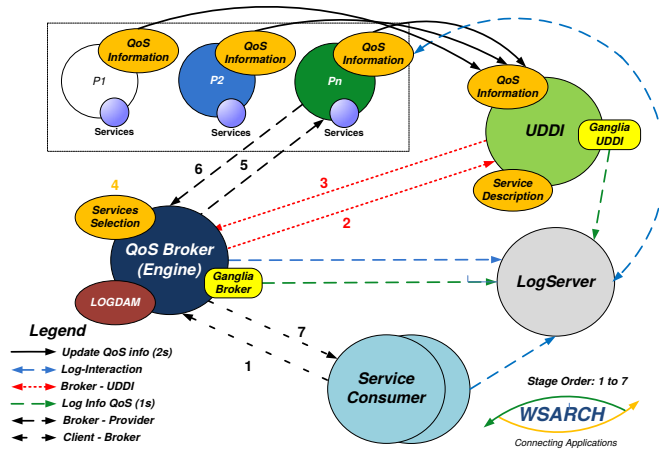 QoS
Information
QoS
Information
QoS
Information
P1
P2
Pn
Services
Services
Services
QoS
Information
UDDI
Ganglia
UDDI
Service
Description
6
5
3
2
4
Services
Selection
QoS Broker
(Engine)
Ganglia
Broker
LOGDAM
LogServer
7
1
Service
Consumer
Legend
Update QoS info (2s)
Log-Interaction
Broker - UDDI
Log Info QoS (1s)
Broker - Provider
Client - Broker
Stage Order: 1 to 7
WSARCH
Connecting Applications